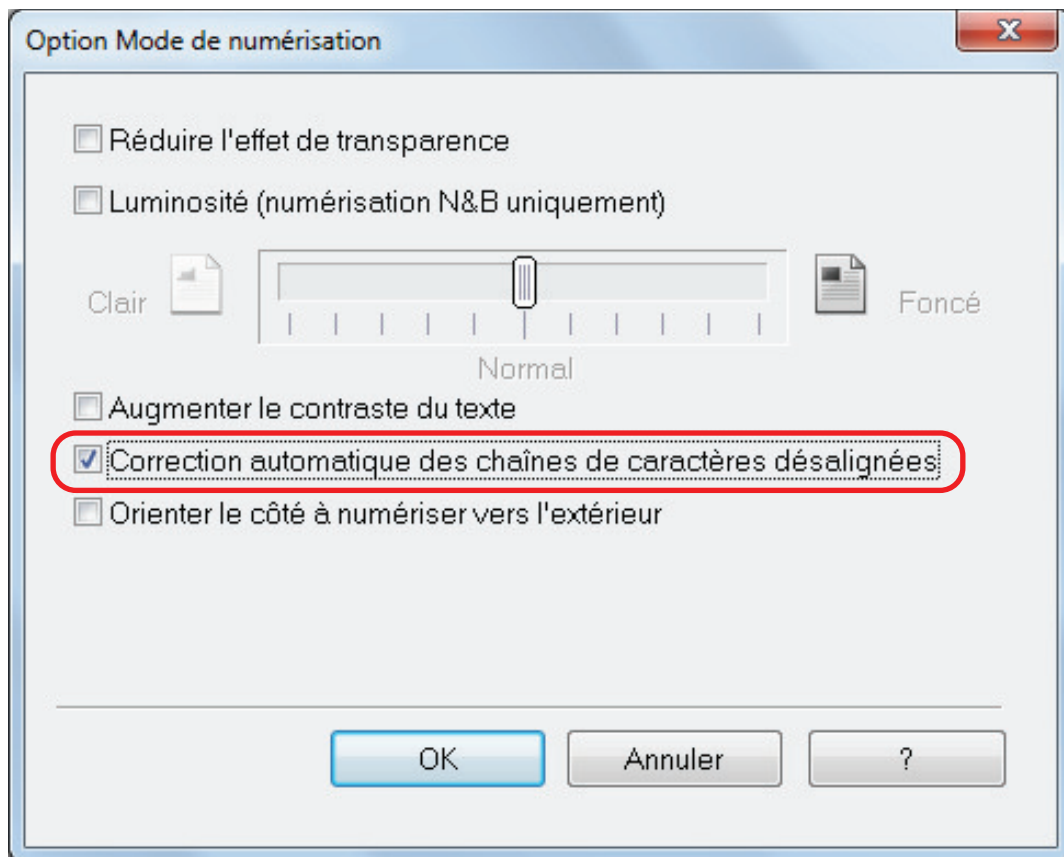 Option Mode de numérisation
Réduire l'effet de transparence
Luminosité (numérisation N&B uniquement)
Clair
Foncé
Normal
Augmenter le contraste du texte
Correction automatique des chaînes de caractères désalignées
Orienter le côté à numériser vers l'extérieur
OK
Annuler
?